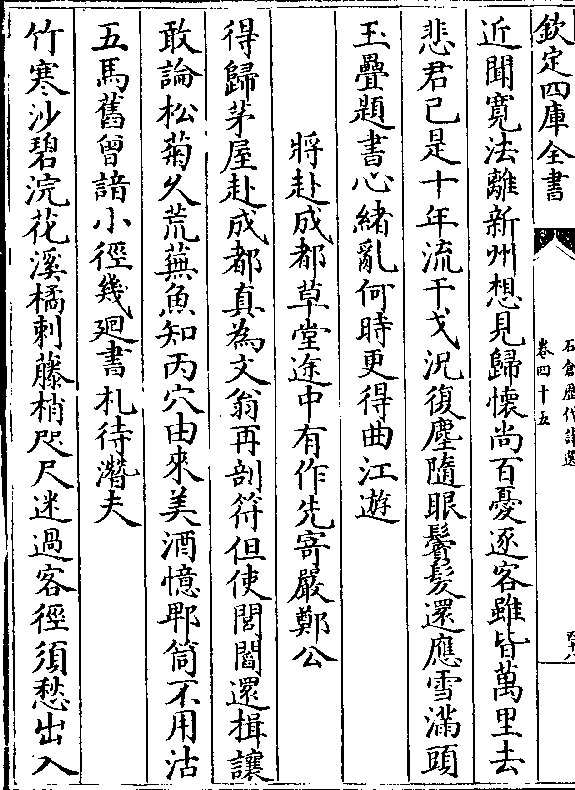 欽定四庫全書
石倉歴代詩選
卷四十五
近聞寛法離新州想見歸懷尚百憂逐客雖皆萬里去
悲君已是十年流干戈況復塵隨眼鬢髮還應雪滿頭
玉壘題書心緒亂何時更得曲江遊
將赴成都草堂途中有作先寄嚴鄭公
得歸茅屋赴成都真為文翁再剖符但使閭閻還揖讓
敢論松菊久荒蕪魚知丙穴由來美酒憶郫筒不用沽
五馬舊曾諳小徑幾廻書札待濳夫
竹寒沙碧浣花溪橘刺藤梢咫尺迷過客徑須愁出入